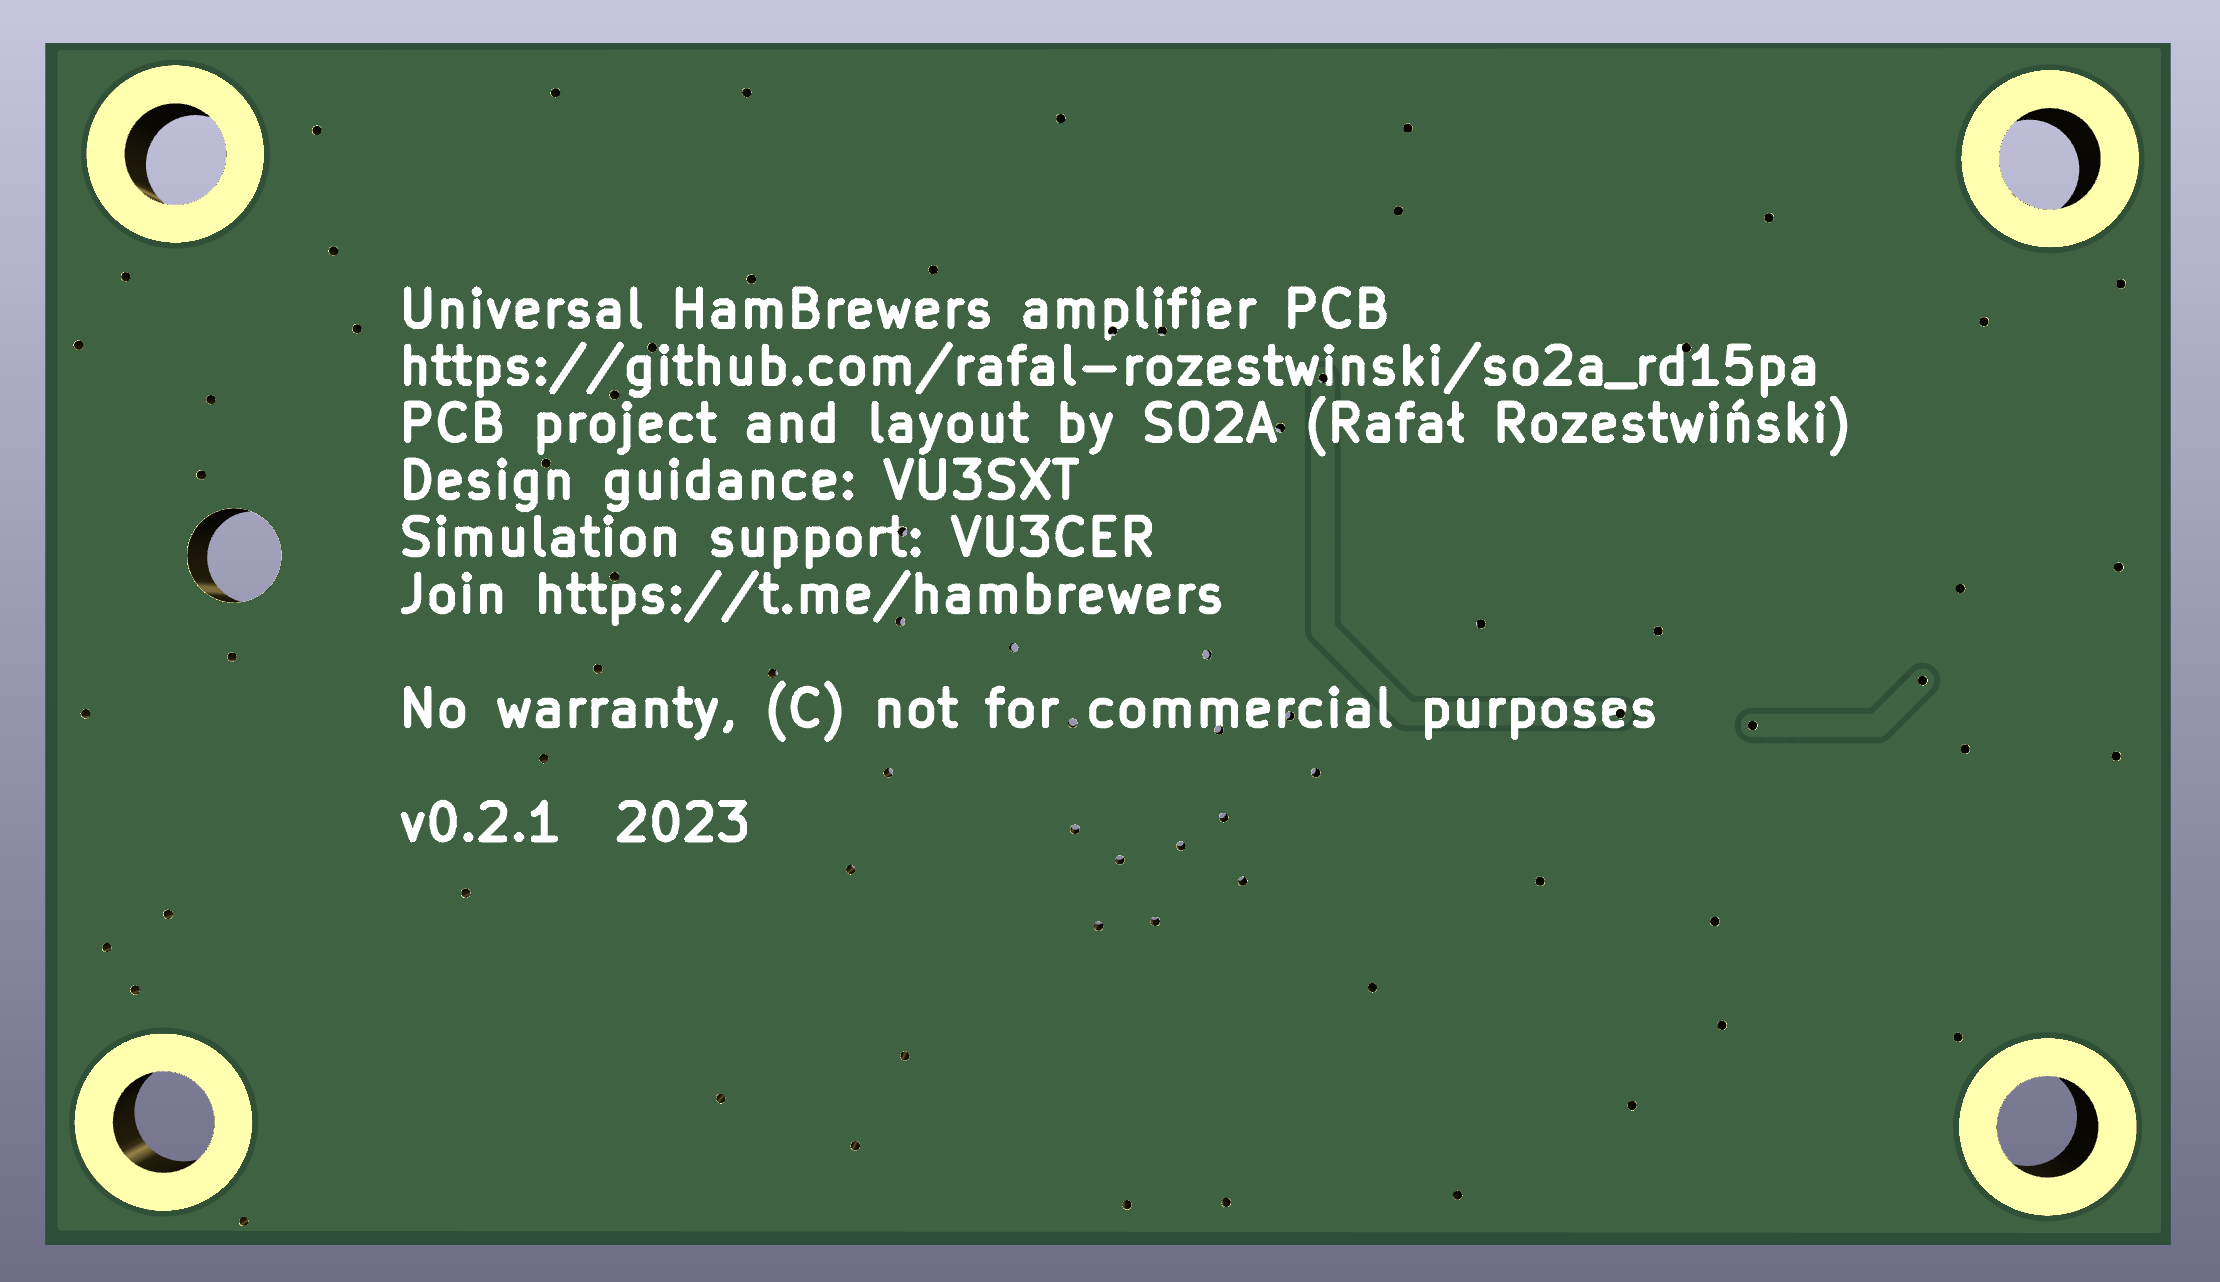 Universal HamBrewers amplifier PCB
https://github.com/rafal-rozestwinski/so2a_rd15pa
PCB project and layout by SO2A (Rafał Rozestwiński)
Design guidance: VU3SXT
Simulation support: VU3CER
Join https://t.me/hambrewers
No warranty, (C) not for commercial purposes
v0.2.1  2023